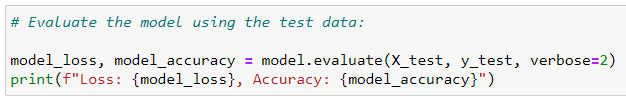 # Evaluate the model using the test data:
model_loss, model_accuracy = model.evaluate(X_test, y_test, verbose=2)
print(f"Loss: {model_loss}, Accuracy: {model_accuracy}")